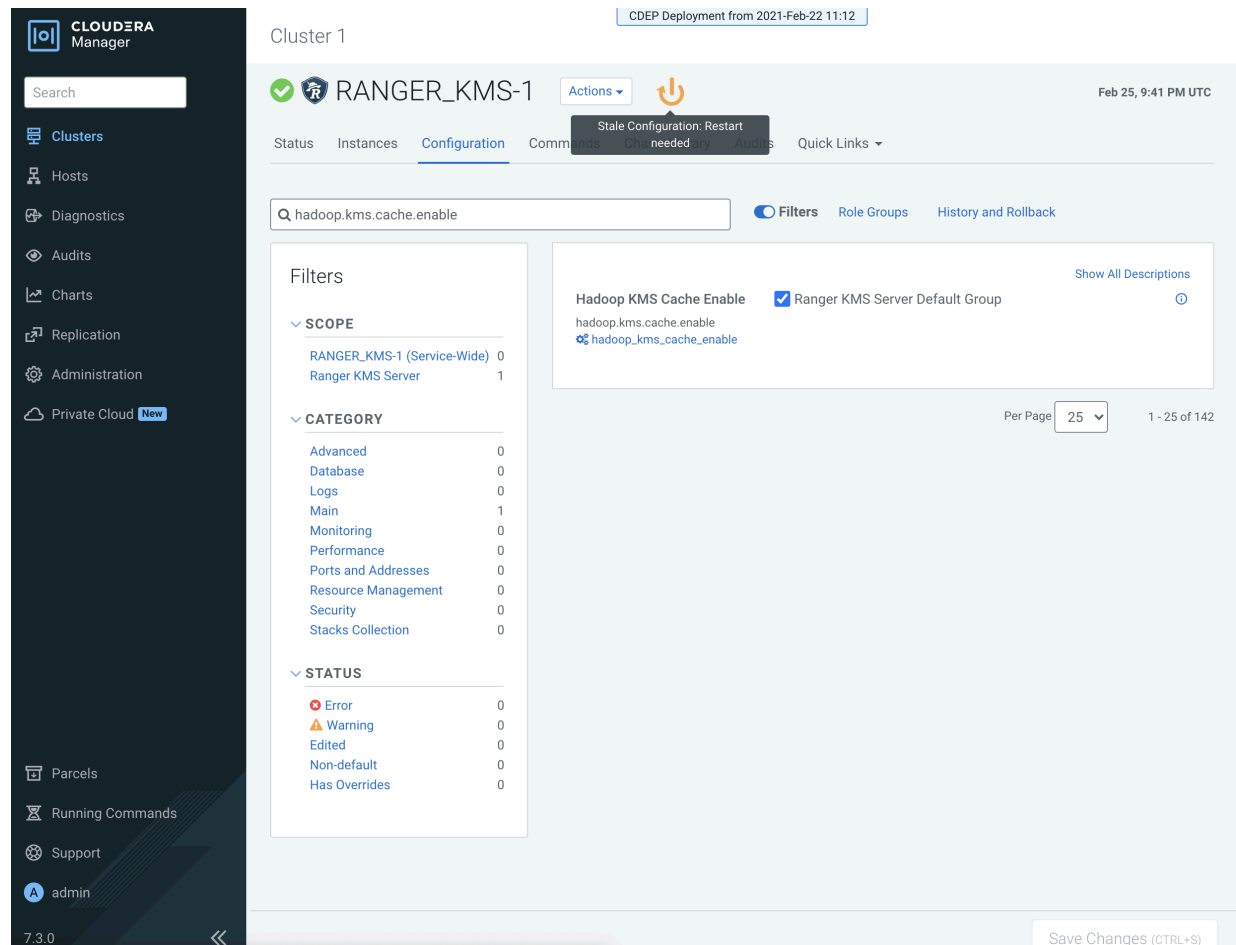 CLOUDERA
Manager
Search
Clusters
Hosts
Diagnostics
Audits
Charts
Replication
Administration
Private Cloud New
Parcels
Running Commands
Support
A admin
7.3.0
CDEP Deployment from 2021-Feb-22 11:12
Cluster 1
RANGER_KMS-1
Actions
Feb 25, 9:41 PM UTC
Stale Configuration: Restart
needed
Status Instances Configuration Commands Audits Quick Links
hadoop.kms.cache.enable
Filters Role Groups History and Rollback
Filters
SCOPE
RANGER_KMS-1 (Service-Wide) 0
Ranger KMS Server 1
CATEGORY
Advanced 0
Database 0
Logs 0
Main 1
Monitoring 0
Performance 0
Ports and Addresses 0
Resource Management 0
Security 0
Stacks Collection 0
STATUS
Error 0
Warning 0
Edited 0
Non-default 0
Has Overrides 0
Show All Descriptions
Hadoop KMS Cache Enable
Ranger KMS Server Default Group
hadoop.kms.cache.enable
hadoop_kms_cache_enable
Per Page 25 1 - 25 of 142
Save Changes (CTRL+S)